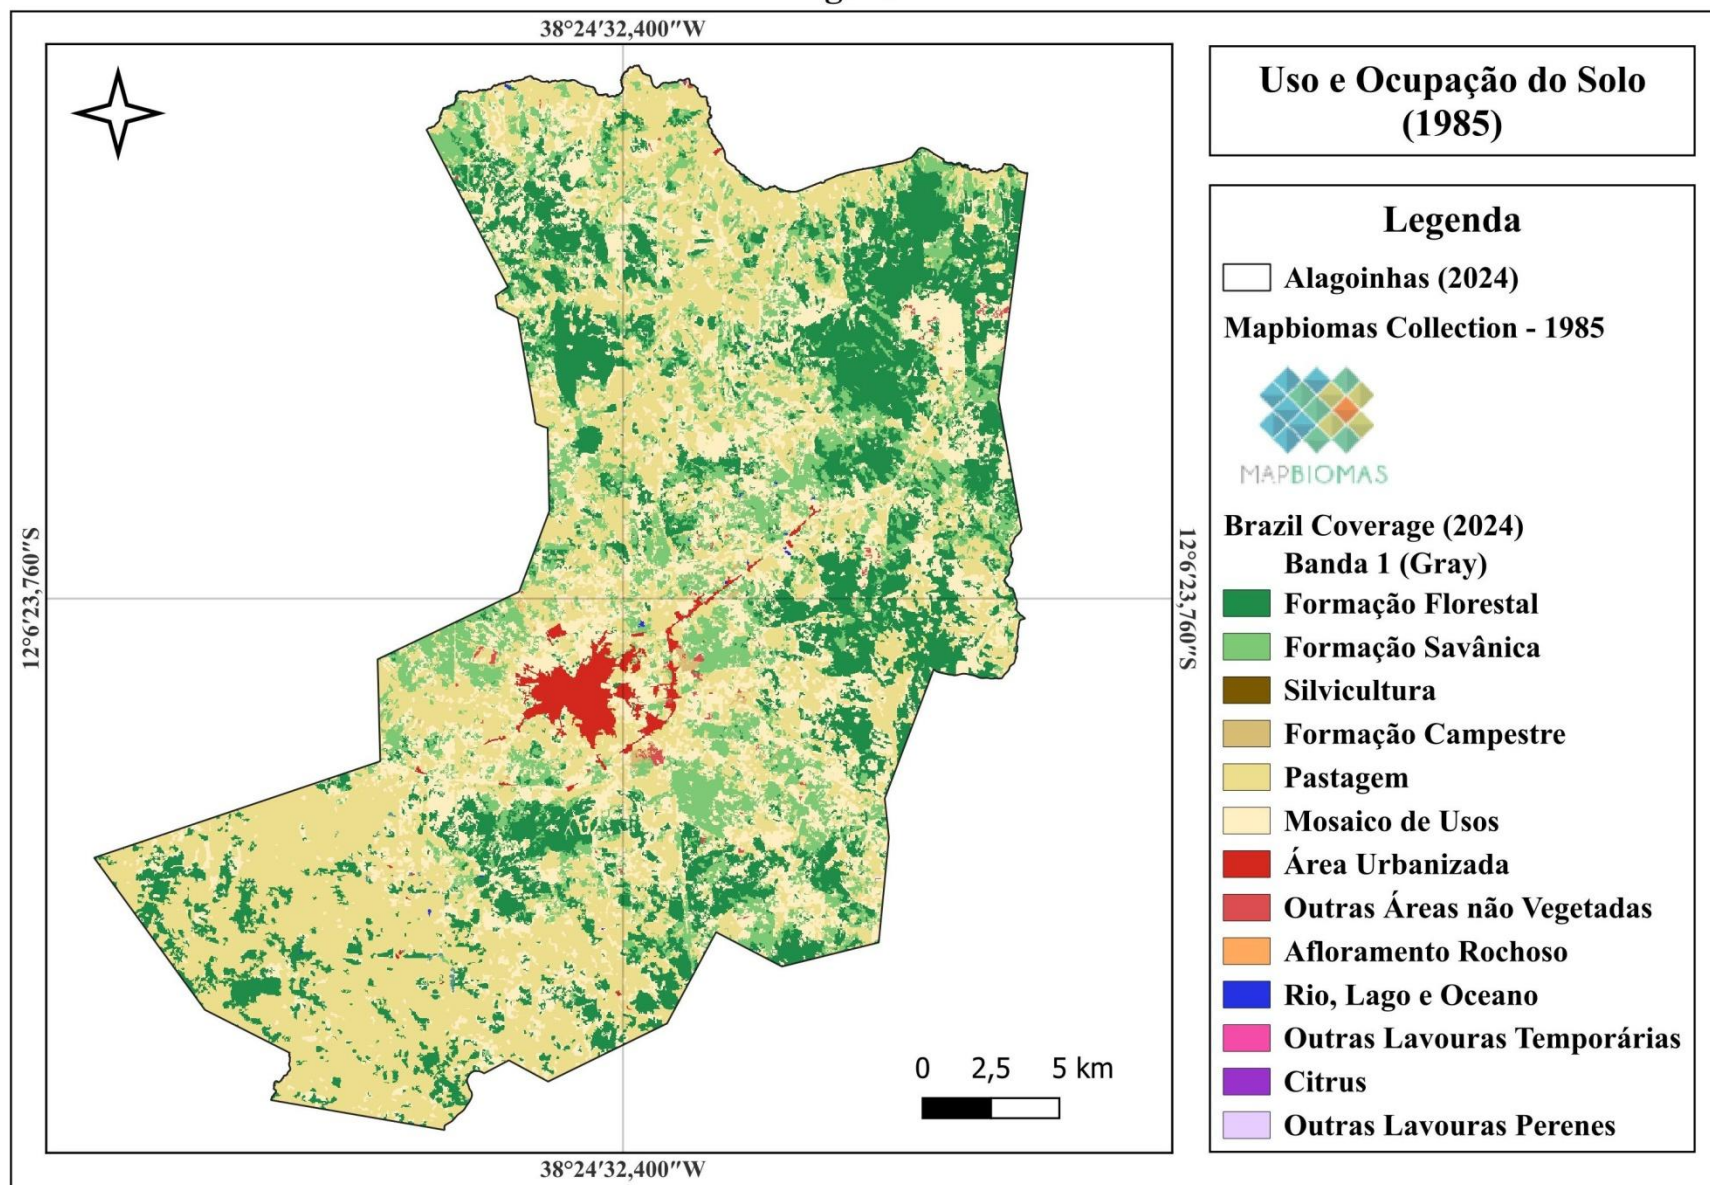 38°24′32,400″W
12°6′23,760″S
12°6′23,760″S
0 2,5 5 km
38°24′32,400″W
Uso e Ocupação do Solo
(1985)
Legenda
Alagoinhas (2024)
Mapbiomas Collection - 1985
MAPBIOMAS
Brazil Coverage (2024)
Banda 1 (Gray)
Formação Florestal
Formação Savânica
Silvicultura
Formação Campestre
Pastagem
Mosaico de Usos
Área Urbanizada
Outras Áreas não Vegetadas
Afloramento Rochoso
Rio, Lago e Oceano
Outras Lavouras Temporárias
Citrus
Outras Lavouras Perenes